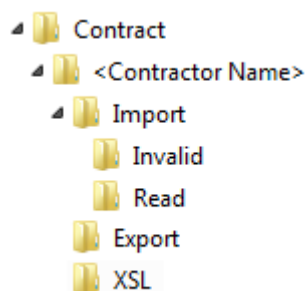 Contract
<Contractor Name>
Import
Invalid
Read
Export
XSL